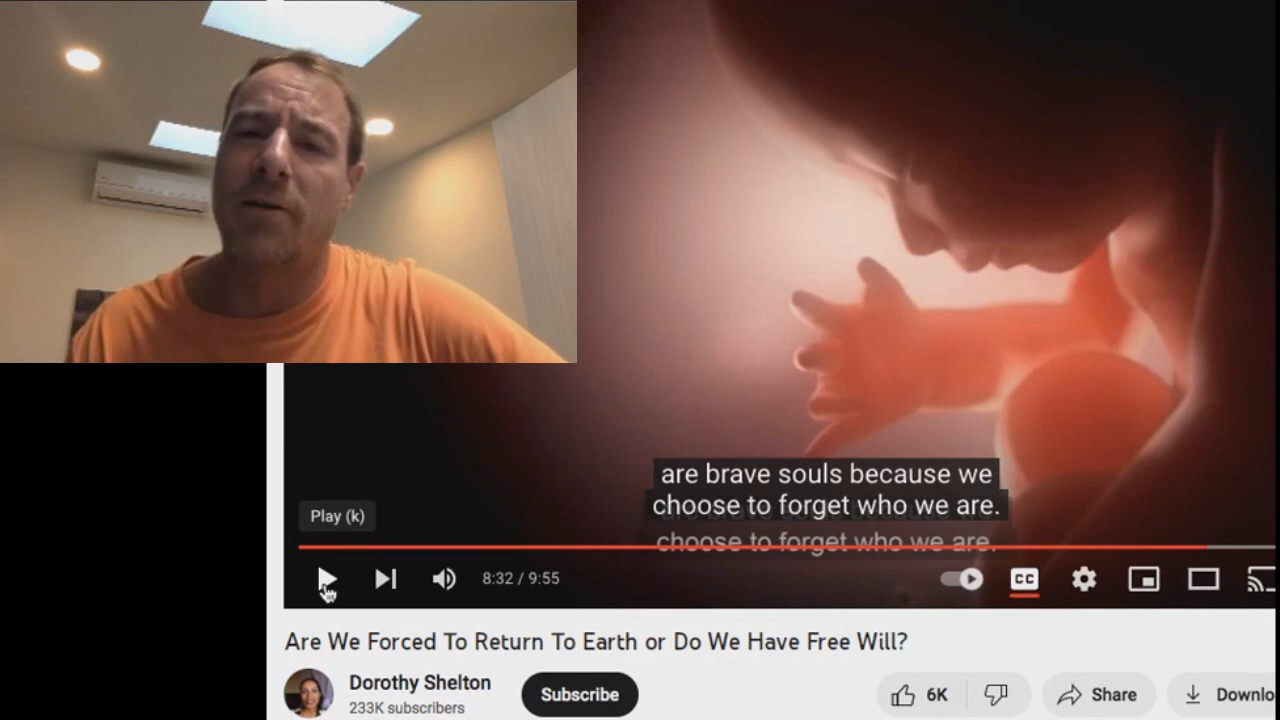 are brave souls because we
choose to forget who we are.
choose to forget who we are.
Play (k)
8:32 / 9:55
CC
Are We Forced To Return To Earth or Do We Have Free Will?
Dorothy Shelton
233K subscribers
Subscribe
6K
Share
Downlo